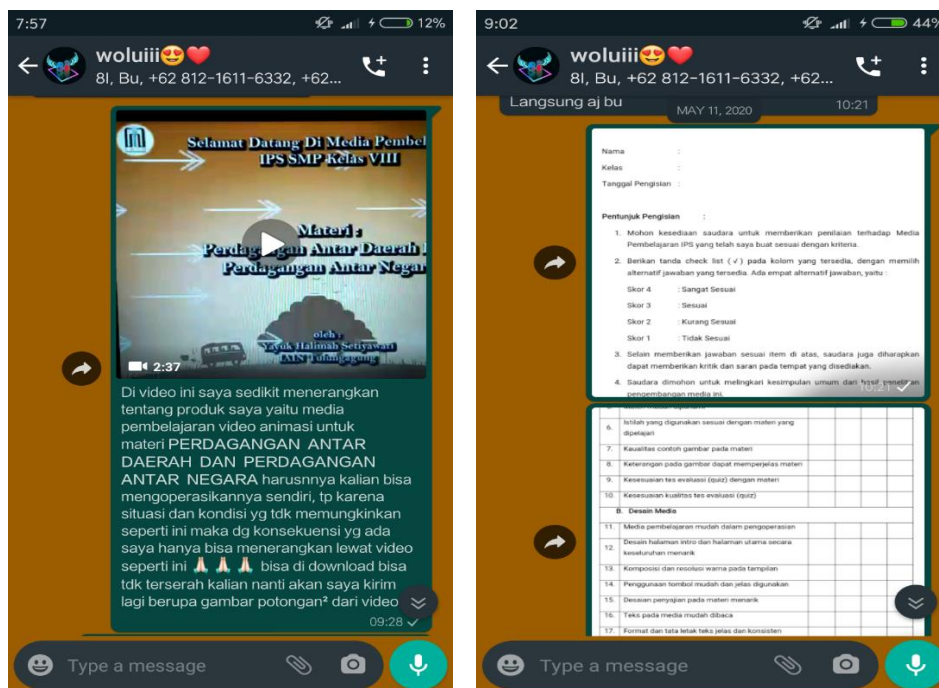 7:57
12%
woluiii😍❤️
8I, Bu, +62 812-1611-6332, +62...
Selamat Datang Di Media Pembel
IPS SMP Kelas VIII
Materi :
Perdagangan Antar Daerah
Perdagangan Antar Negar
oleh :
Yayuk Halimah Setiyawati
IAIN Tulungagung
2:37
Di video ini saya sedikit menerangkan
tentang produk saya yaitu media
pembelajaran video animasi untuk
materi PERDAGANGAN ANTAR
DAERAH DAN PERDAGANGAN
ANTAR NEGARA harusnnya kalian bisa
mengoperasikannya sendiri, tp karena
situasi dan kondisi yg tdk memungkinkan
seperti ini maka dg konsekuensi yg ada
saya hanya bisa menerangkan lewat video
seperti ini 🙏🏻 🙏🏻 🙏🏻 bisa di download bisa
tdk terserah kalian nanti akan saya kirim
lagi berupa gambar potongan² dari video
09:28
Type a message
9:02
44%
woluiii😍❤️
8I, Bu, +62 812-1611-6332, +62...
Langsung aj bu 10:21
MAY 11, 2020
Nama :
Kelas :
Tanggal Pengisian :
Pentunjuk Pengisian :
1. Mohon kesediaan saudara untuk memberikan penilaian terhadap Media
Pembelajaran IPS yang telah saya buat sesuai dengan kriteria.
2. Berikan tanda check list (√) pada kolom yang tersedia, dengan memilih
alternatif jawaban yang tersedia. Ada empat alternatif jawaban, yaitu :
Skor 4 : Sangat Sesuai
Skor 3 : Sesuai
Skor 2 : Kurang Sesuai
Skor 1 : Tidak Sesuai
3. Selain memberikan jawaban sesuai item di atas, saudara juga diharapkan
dapat memberikan kritik dan saran pada tempat yang disediakan.
4. Saudara dimohon untuk melingkari kesimpulan umum dari hasil penelitian
pengembangan media ini.
10:21
6. Istilah yang digunakan sesuai dengan materi yang
dipelajari
7. Kaualitas contoh gambar pada materi
8. Keterangan pada gambar dapat memperjelas materi
9. Kesesuaian tes evaluasi (quiz) dengan materi
10. Kesesuaian kualitas tes evaluasi (quiz)
B. Desain Media
11. Media pembelajaran mudah dalam pengoperasian
12. Desain halaman intro dan halaman utama secara
keseluruhan menarik
13. Komposisi dan resolusi warna pada tampilan
14. Penggunaan tombol mudah dan jelas digunakan
15. Desaian penyajian pada materi menarik
16. Teks pada media mudah dibaca
17. Format dan tata letak teks jelas dan konsisten
Type a message